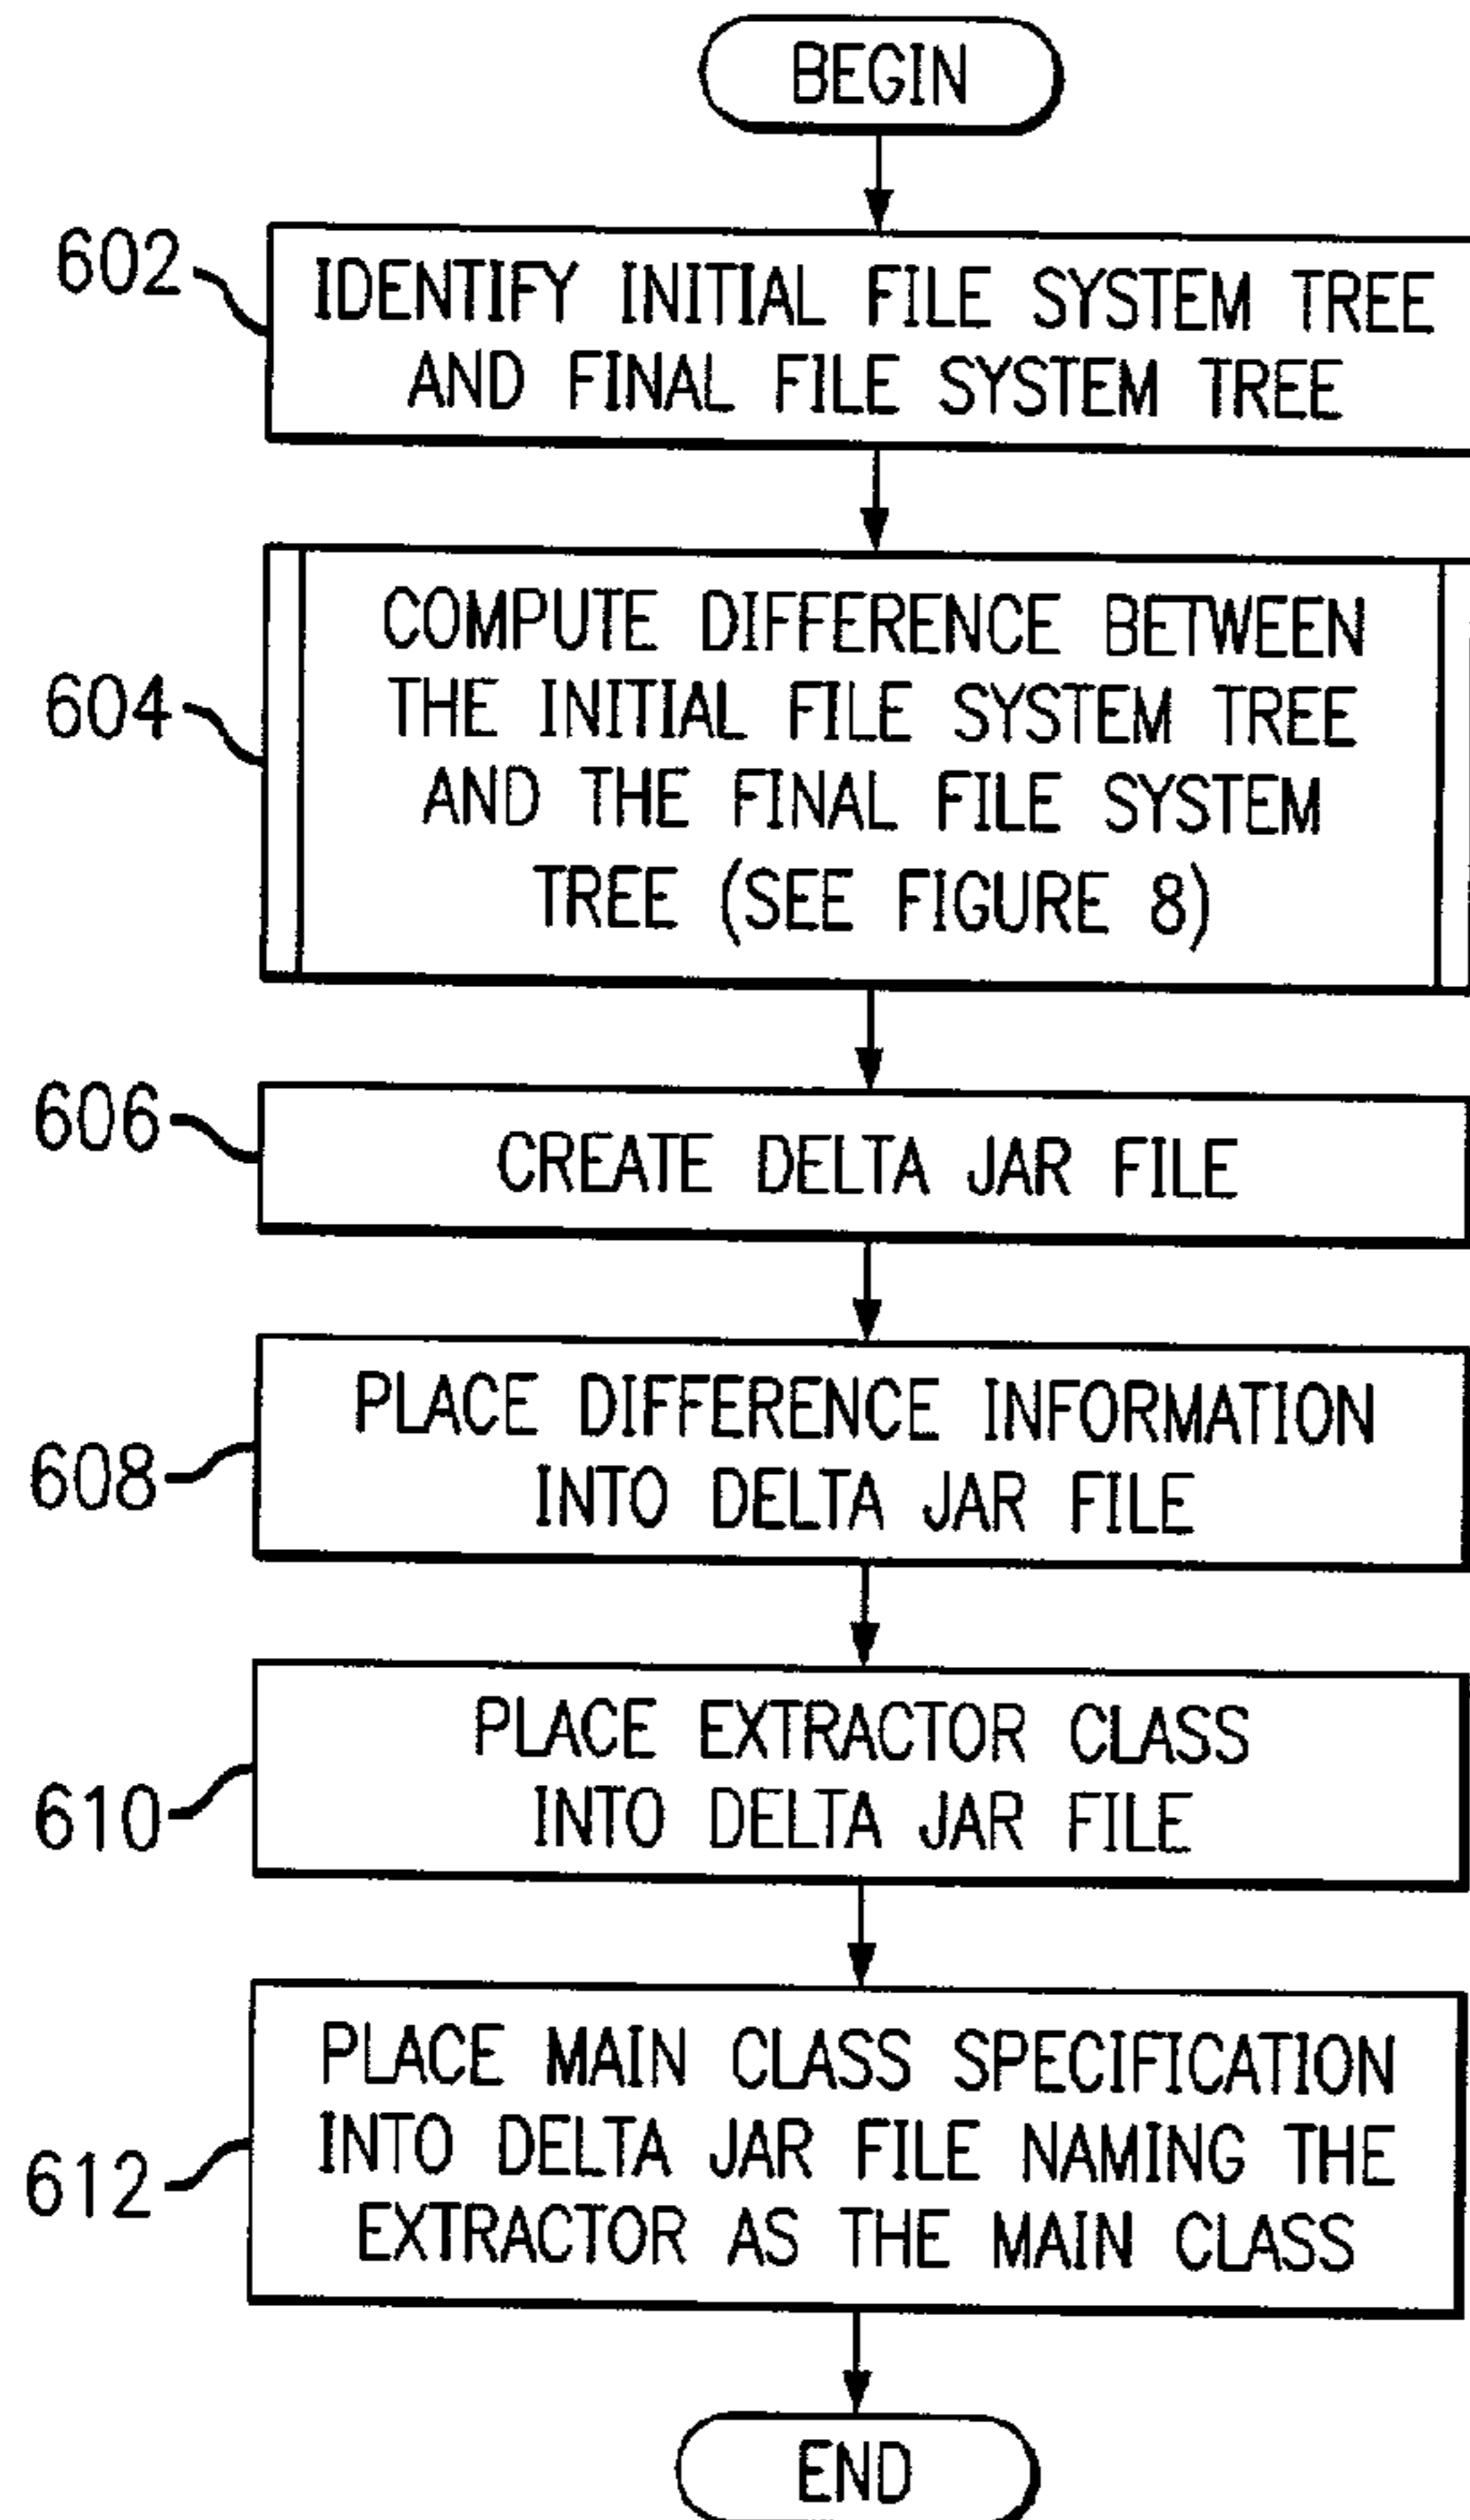 BEGIN
602
IDENTIFY INITIAL FILE SYSTEM TREE
AND FINAL FILE SYSTEM TREE
604
COMPUTE DIFFERENCE BETWEEN
THE INITIAL FILE SYSTEM TREE
AND THE FINAL FILE SYSTEM
TREE (SEE FIGURE 8)
606
CREATE DELTA JAR FILE
608
PLACE DIFFERENCE INFORMATION
INTO DELTA JAR FILE
610
PLACE EXTRACTOR CLASS
INTO DELTA JAR FILE
612
PLACE MAIN CLASS SPECIFICATION
INTO DELTA JAR FILE NAMING THE
EXTRACTOR AS THE MAIN CLASS
END